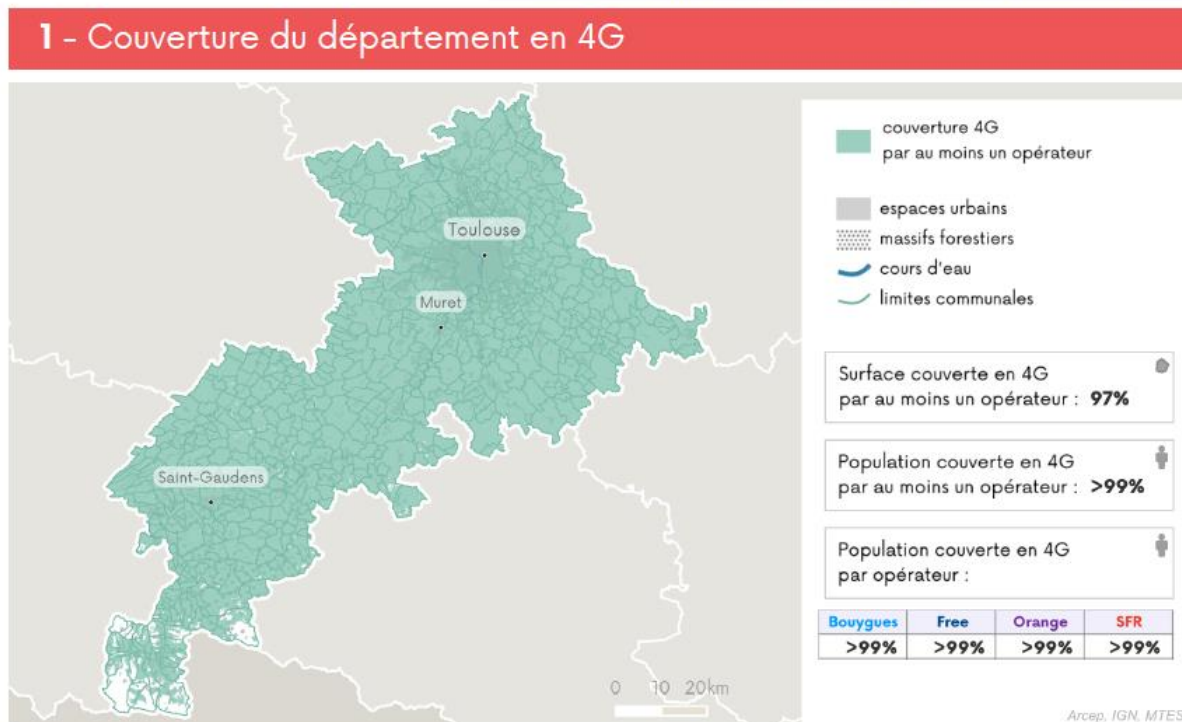 1 - Couverture du département en 4G
Toulouse
Muret
Saint-Gaudens
0 10 20km
couverture 4G
par au moins un opérateur
espaces urbains
massifs forestiers
cours d'eau
limites communales
Surface couverte en 4G
par au moins un opérateur : 97%
Population couverte en 4G
par au moins un opérateur : >99%
Population couverte en 4G
par opérateur :
Bouygues Free Orange SFR
>99% >99% >99% >99%
Arcep, IGN, MTES